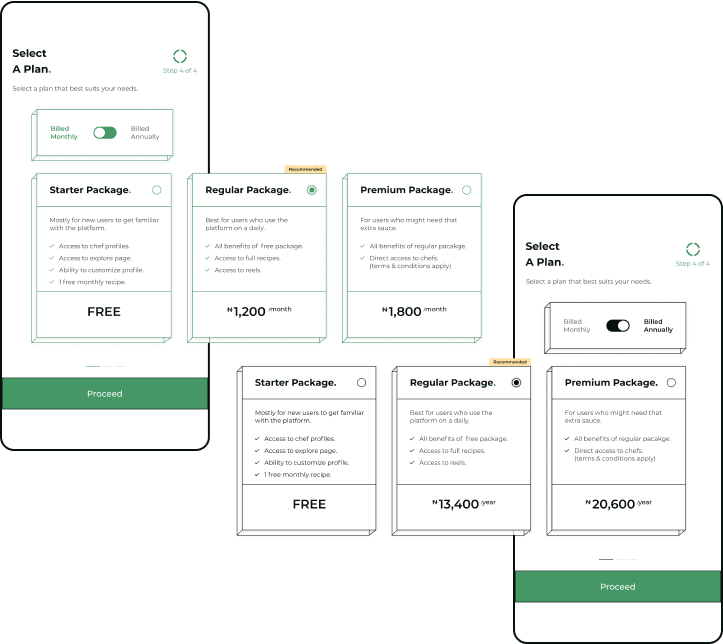 Select
A Plan.
Step 4 of 4
Select a plan that best suits your needs.
Billed
Monthly
Billed
Annually
Starter Package.
Mostly for new users to get familiar
with the platform.
Access to chef profiles.
Access to explore page.
Ability to customize profile.
1 free monthly recipe.
FREE
Recommended
Regular Package.
Best for users who use the
platform on a daily.
All benefits of free package.
Access to full recipes.
Access to reels.
₦1,200 /month
Premium Package.
For users who might need that
extra sauce.
All benefits of regular pacakge.
Direct access to chefs.
(terms & conditions apply)
₦1,800 /month
Proceed
Select
A Plan.
Step 4 of 4
Select a plan that best suits your needs.
Billed
Monthly
Billed
Annually
Starter Package.
Mostly for new users to get familiar
with the platform.
Access to chef profiles.
Access to explore page.
Ability to customize profile.
1 free monthly recipe.
FREE
Recommended
Regular Package.
Best for users who use the
platform on a daily.
All benefits of free package.
Access to full recipes.
Access to reels.
₦13,400 /year
Premium Package.
For users who might need that
extra sauce.
All benefits of regular pacakge.
Direct access to chefs.
(terms & conditions apply)
₦20,600 /year
Proceed